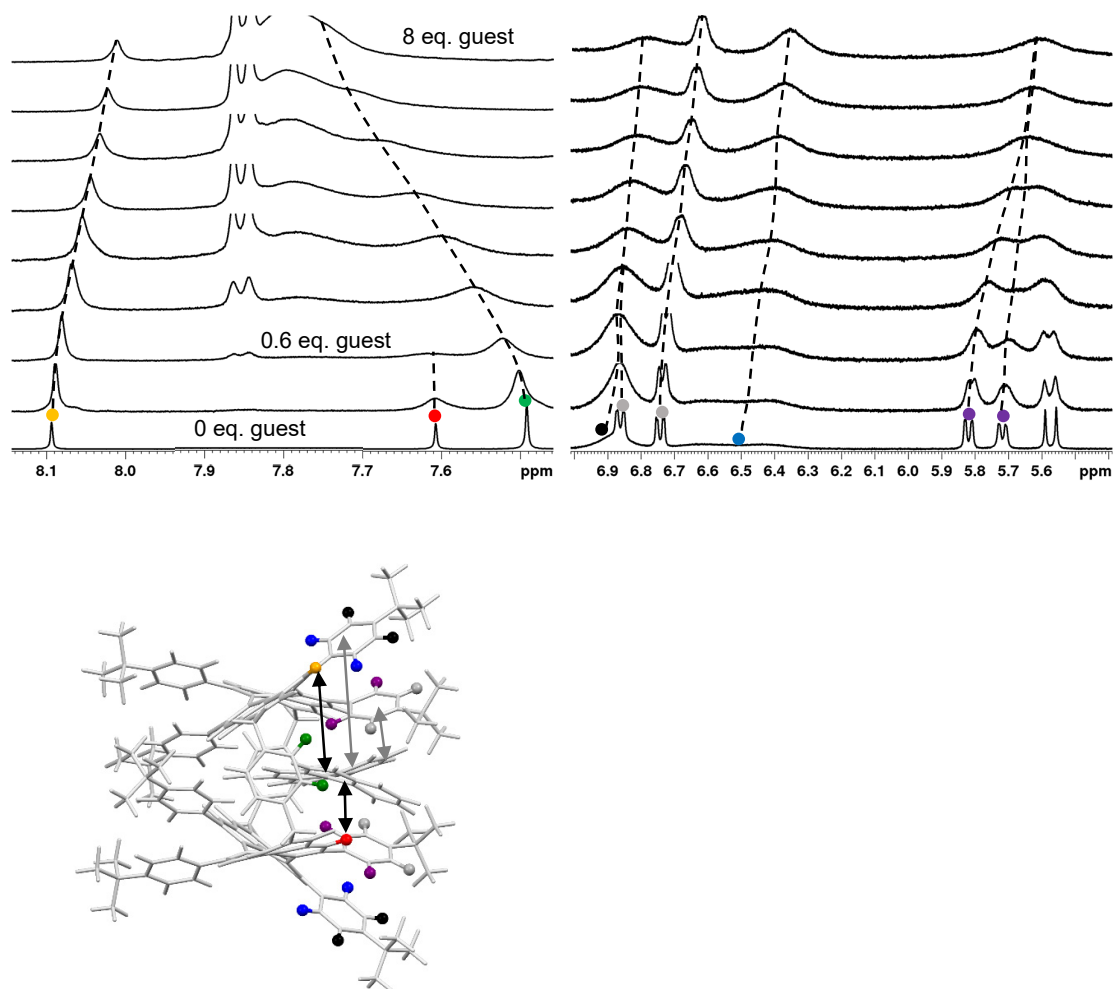 8 eq. guest
0.6 eq. guest
0 eq. guest
8.1 8.0 7.9 7.8 7.7 7.6 ppm
6.9 6.8 6.7 6.6 6.5 6.4 6.3 6.2 6.1 6.0 5.9 5.8 5.7 5.6 ppm